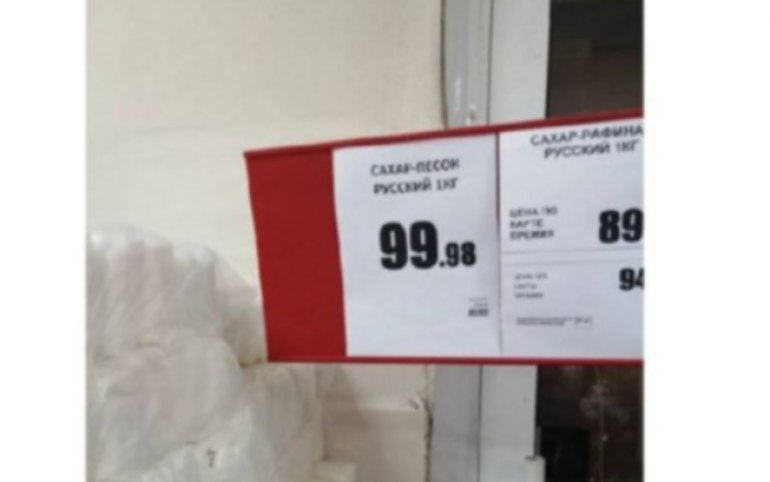 САХАР-ПЕСОК
РУССКИЙ 1КГ
99.98
САХАР-РАФИНА
РУССКИЙ 1КГ
ЦЕНА ПО
КАРТЕ
ПРЕМИЯ
89
94